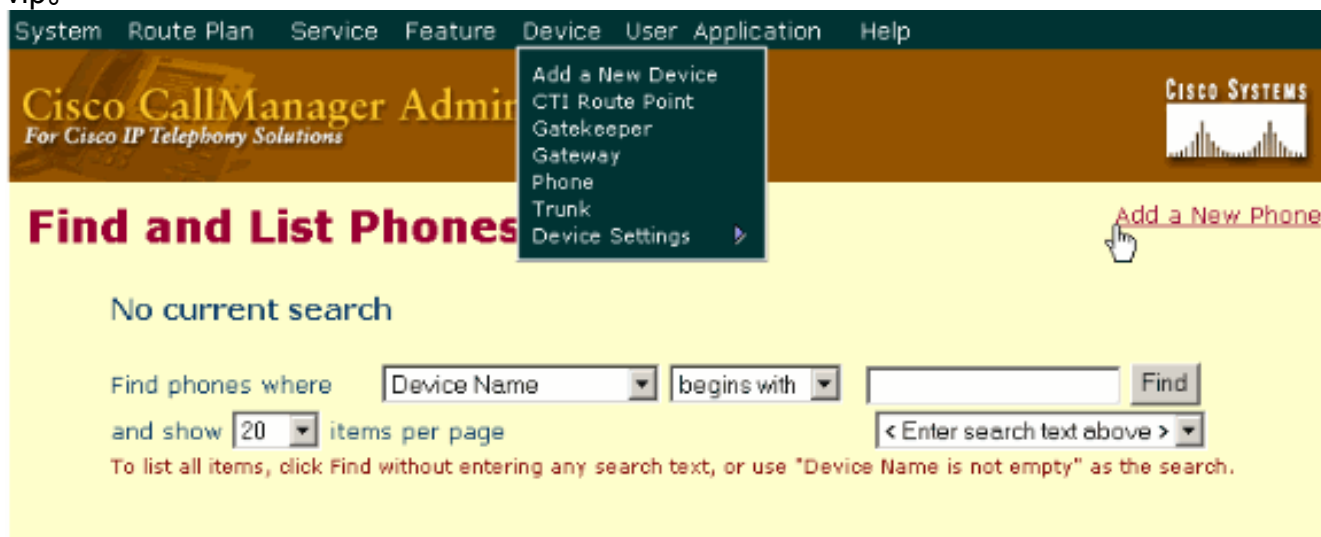 System Route Plan Service Feature Device User Application Help
Cisco CallManager Admin
For Cisco IP Telephony Solutions
CISCO SYSTEMS
Add a New Device
CTI Route Point
Gatekeeper
Gateway
Phone
Trunk
Device Settings
Find and List Phones
Add a New Phone
No current search
Find phones where Device Name begins with Find
and show 20 items per page < Enter search text above >
To list all items, click Find without entering any search text, or use "Device Name is not empty" as the search.